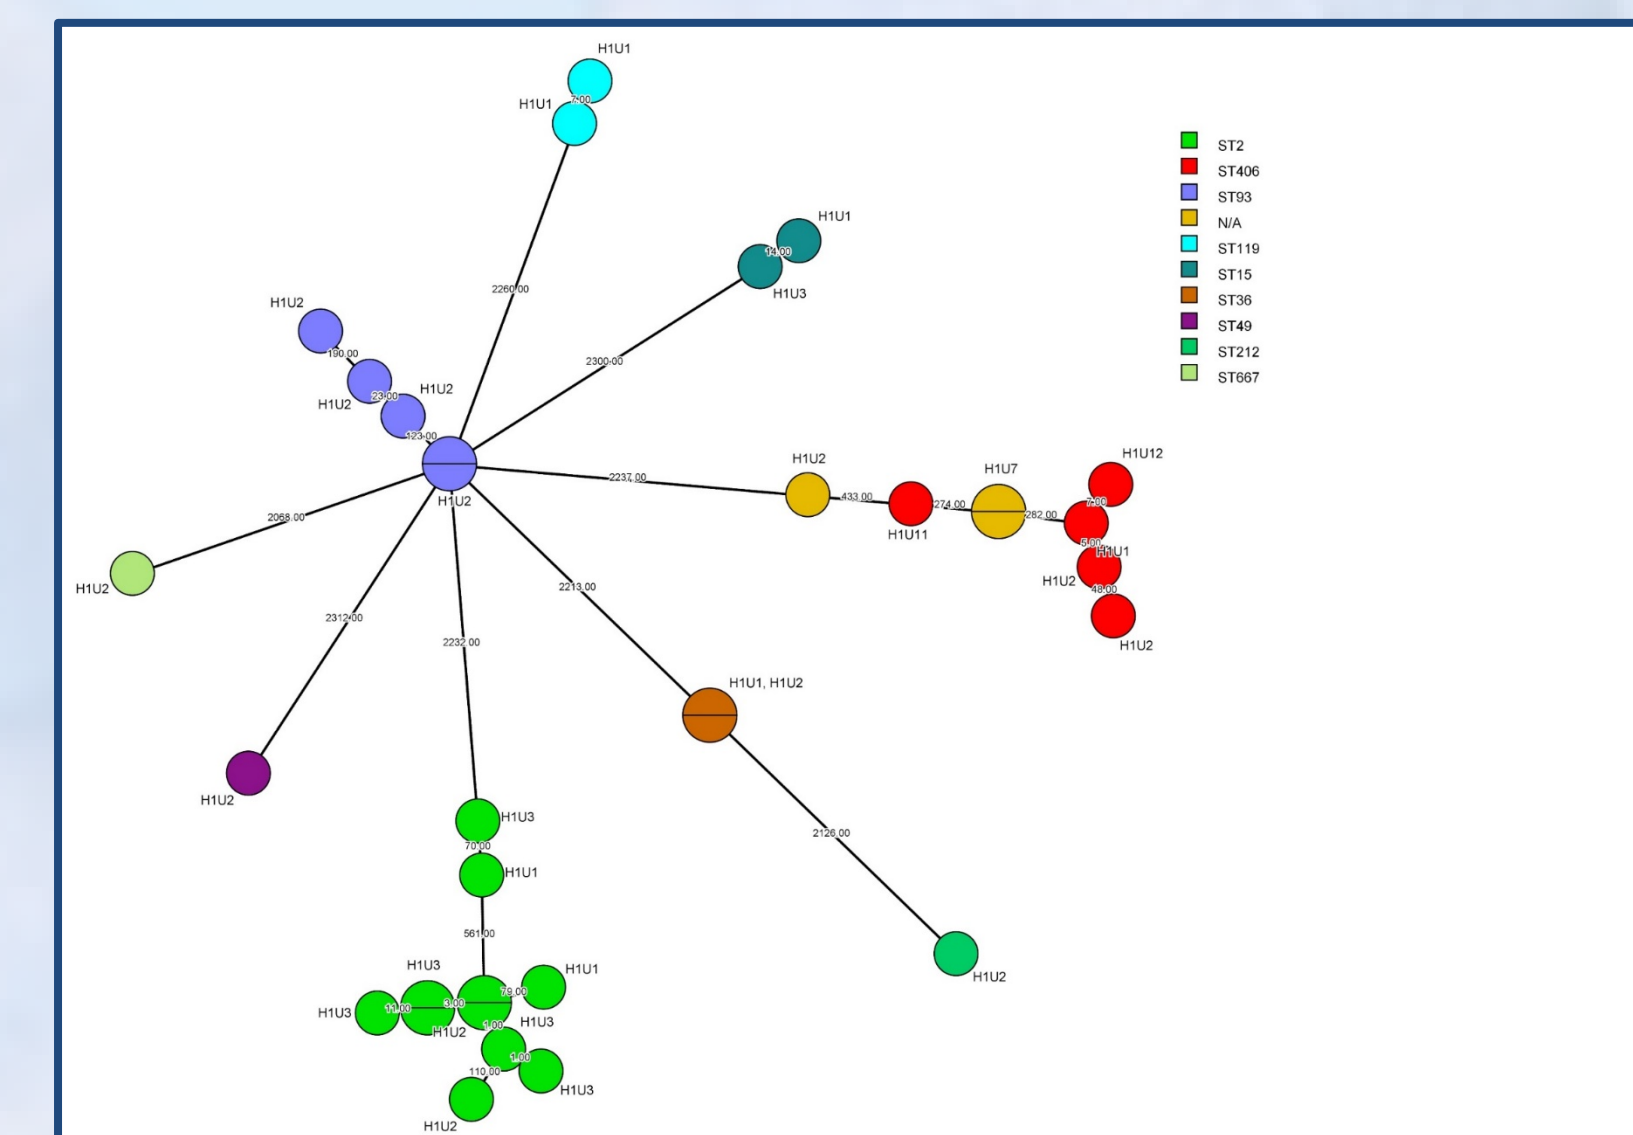 H1U1
H1U1
7.00
ST2
ST406
ST93
N/A
ST119
ST15
ST36
ST49
ST212
ST667
H1U1
14.00
H1U3
2260.00
2300.00
H1U2
190.00
H1U2
23.00
H1U2
123.00
H1U2
2237.00
H1U2
433.00
H1U11
274.00
H1U7
282.00
H1U12
7.00
5.00
H1U1
H1U2
48.00
H1U2
2068.00
H1U2
2312.00
H1U2
2232.00
2213.00
H1U1, H1U2
2126.00
H1U2
H1U3
70.00
H1U1
561.00
H1U3
H1U3
11.00
3.00
H1U2
79.00
H1U1
1.00
H1U3
1.00
H1U3
110.00
H1U2